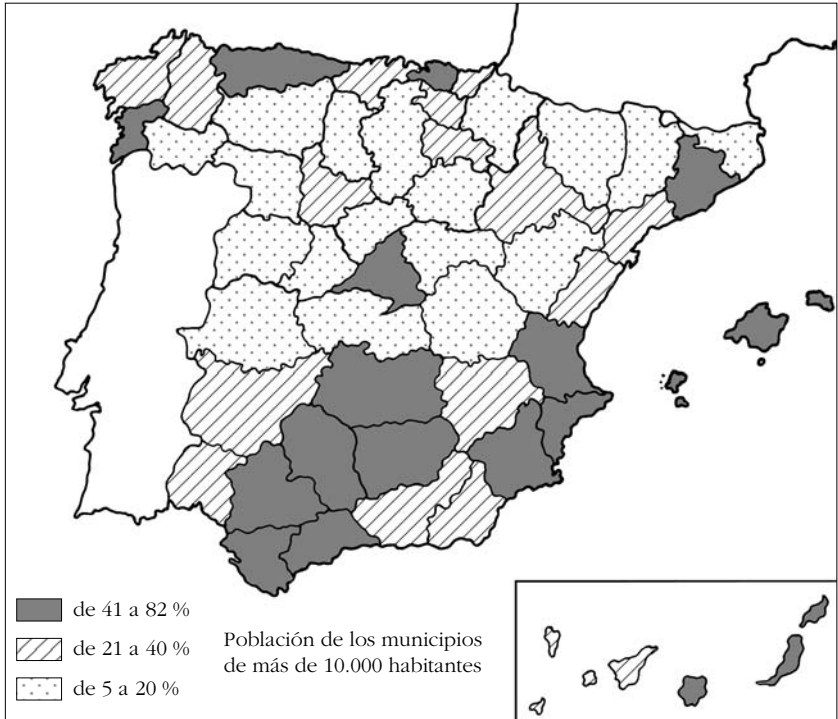 de 41 a 82 %
de 21 a 40 %
de 5 a 20 %
Población de los municipios
de más de 10.000 habitantes